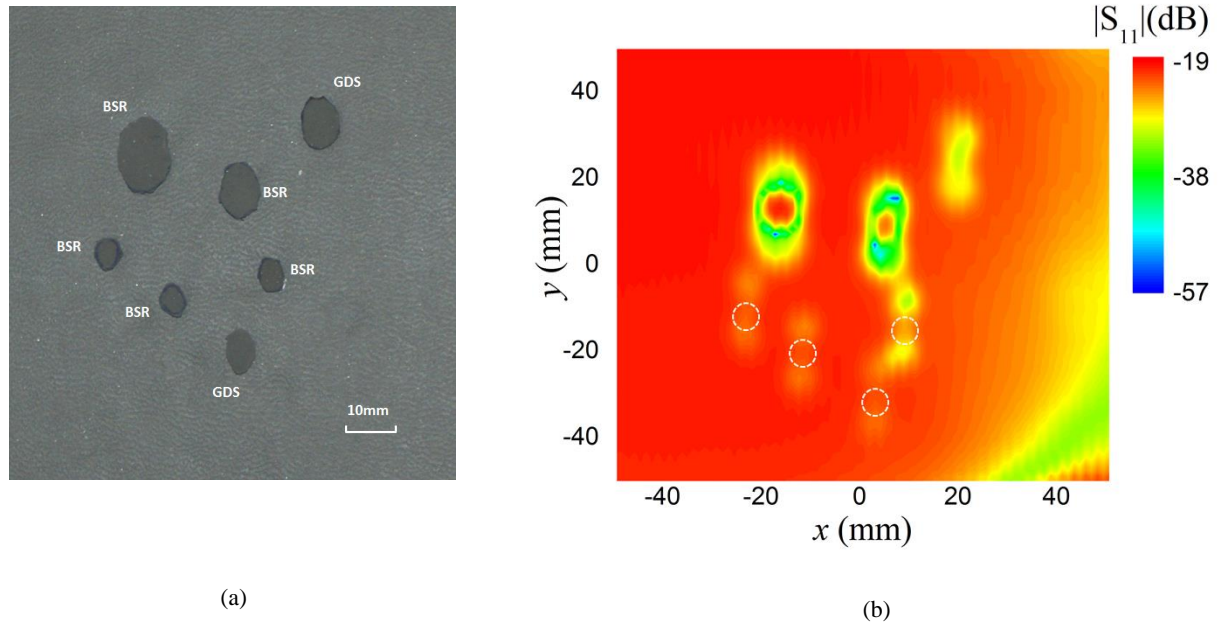 GDS
BSR
BSR
BSR
BSR
BSR
GDS
10mm
(a)
|S11|(dB)
-19
-38
-57
40
20
0
-20
-40
y (mm)
-40
-20
0
20
40
x (mm)
(b)